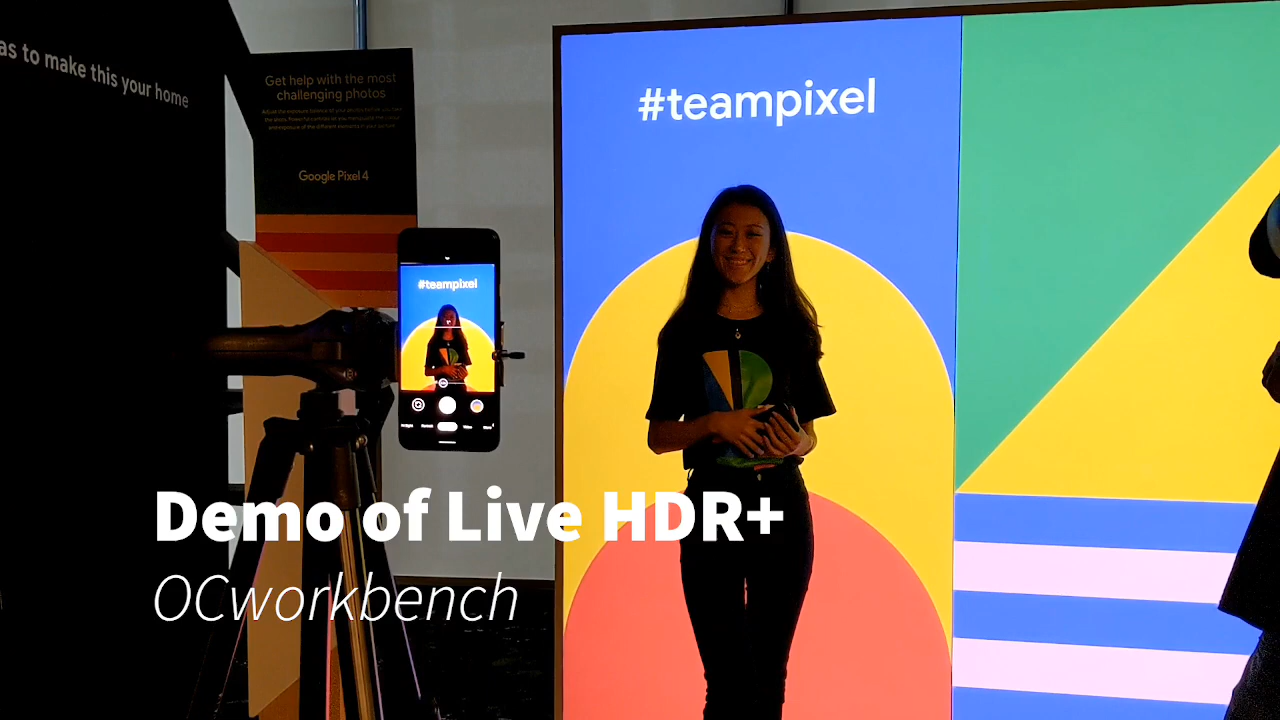 as to make this your home
Get help with the most
challenging photos
Google Pixel 4
#teampixel
#teampixel
Demo of Live HDR+
OCworkbench